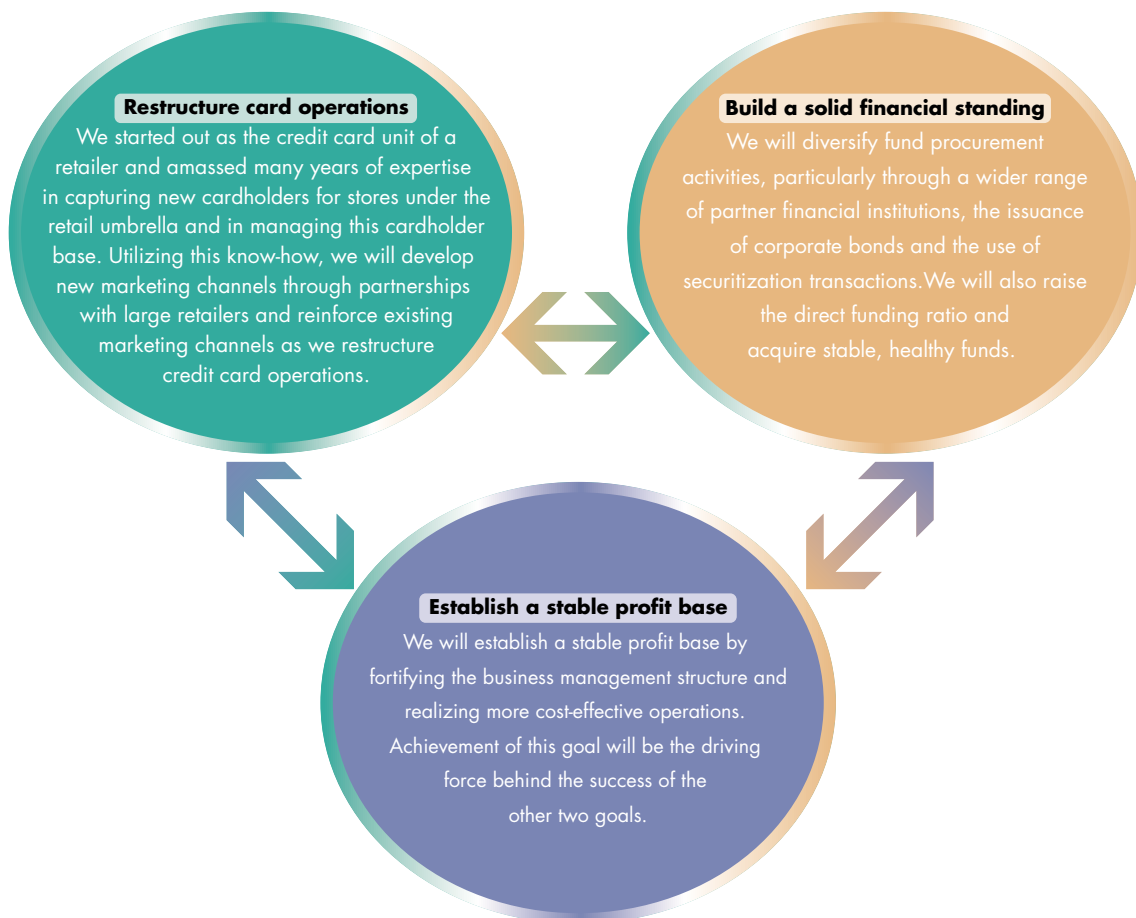 Restructure card operations
We started out as the credit card unit of a
retailer and amassed many years of expertise
in capturing new cardholders for stores under the
retail umbrella and in managing this cardholder
base. Utilizing this know-how, we will develop
new marketing channels through partnerships
with large retailers and reinforce existing
marketing channels as we restructure
credit card operations.
Build a solid financial standing
We will diversify fund procurement
activities, particularly through a wider range
of partner financial institutions, the issuance
of corporate bonds and the use of
securitization transactions.We will also raise
the direct funding ratio and
acquire stable, healthy funds.
Establish a stable profit base
We will establish a stable profit base by
fortifying the business management structure and
realizing more cost-effective operations.
Achievement of this goal will be the driving
force behind the success of the
other two goals.